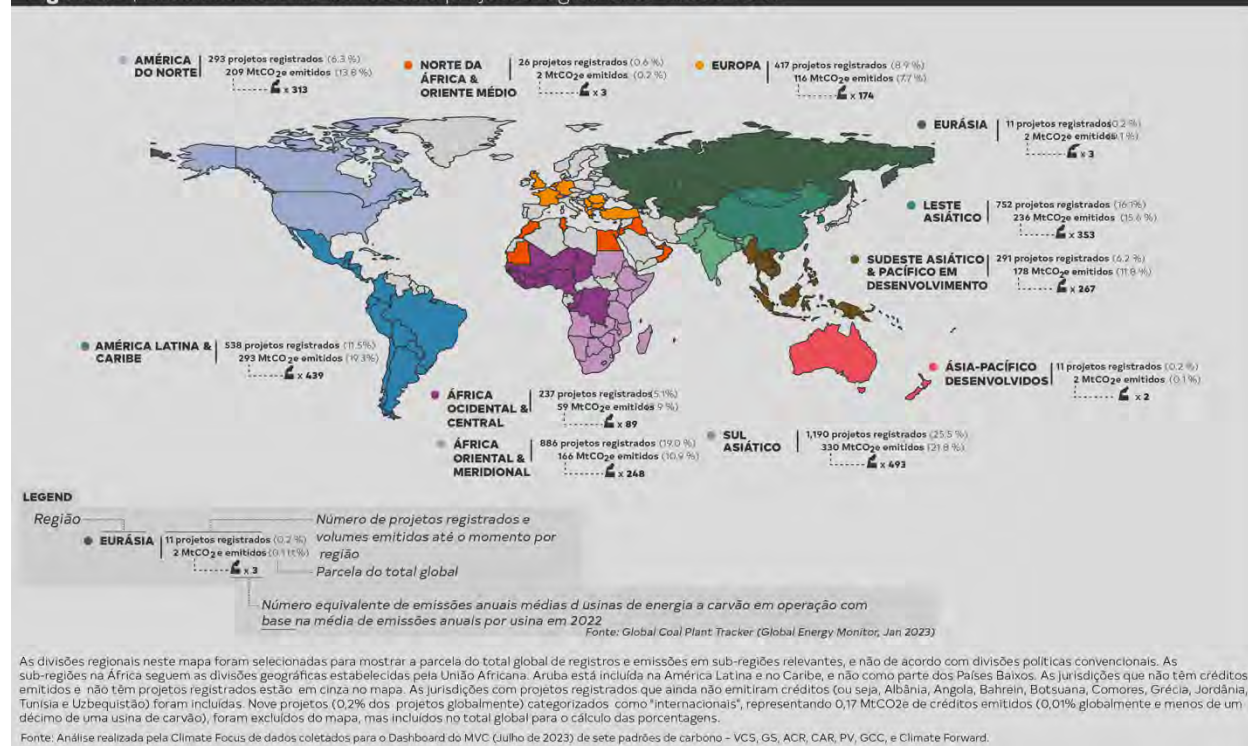 AMÉRICA
DO NORTE
293 projetos registrados (6.3 %)
209 MtCO2e emitidos (13.8 %)
x 313
NORTE DA
ÁFRICA &
ORIENTE MÉDIO
26 projetos registrados (0.6 %)
2 MtCO2e emitidos (0.2 %)
x 3
EUROPA
417 projetos registrados (8.9 %)
116 MtCO2e emitidos (7.7 %)
x 174
EURÁSIA
11 projetos registrados 0.2 %)
2 MtCO2e emitidos .1 %)
x 3
LESTE
ASIÁTICO
752 projetos registrados (16.1%)
236 MtCO2e emitidos (15.6 %)
x 353
SUDESTE ASIÁTICO
& PACÍFICO EM
DESENVOLVIMENTO
291 projetos registrados (6.2 %)
178 MtCO2e emitidos (11.8 %)
x 267
AMÉRICA LATINA &
CARIBE
538 projetos registrados (11.5%)
293 MtCO2e emitidos (19.3%)
x 439
ÁSIA-PACÍFICO
DESENVOLVIDOS
11 projetos registrados (0.2 %)
2 MtCO2e emitidos (0.1 %)
x 2
ÁFRICA
OCIDENTAL &
CENTRAL
237 projetos registrados 5.1%)
59 MtCO2e emitidos 9 %)
x 89
ÁFRICA
ORIENTAL &
MERIDIONAL
886 projetos registrados (19.0 %)
166 MtCO2e emitidos (10.9 %)
x 248
SUL
ASIÁTICO
1,190 projetos registrados (25.5 %)
330 MtCO2e emitidos (21.8 %)
x 493
LEGEND
Região
EURÁSIA
11 projetos registrados (0.2 %)
2 MtCO2e emitidos
x 3
Número de projetos registrados e
volumes emitidos até o momento por
região
Parcela do total global
Número equivalente de emissões anuais médias d usinas de energia a carvão em operação com
base na média de emissões anuais por usina em 2022
Fonte: Global Coal Plant Tracker (Global Energy Monitor, Jan 2023)
As divisões regionais neste mapa foram selecionadas para mostrar a parcela do total global de registros e emissões em sub-regiões relevantes, e não de acordo com divisões políticas convencionais. As
sub-regiões na África seguem as divisões geográficas estabelecidas pela União Africana. Aruba está incluída na América Latina e no Caribe, e não como parte dos Países Baixos. As jurisdições que não têm créditos
emitidos e não têm projetos registrados estão em cinza no mapa. As jurisdições com projetos registrados que ainda não emitiram créditos (ou seja, Albânia, Angola, Bahrein, Botsuana, Comores, Grécia, Jordânia,
Tunísia e Uzbequistão) foram incluídas. Nove projetos (0,2% dos projetos globalmente) categorizados como "internacionais", representando 0,17 MtCO2e de créditos emitidos (0,01% globalmente e menos de um
décimo de uma usina de carvão), foram excluídos do mapa, mas incluídos no total global para o cálculo das porcentagens.
Fonte: Análise realizada pela Climate Focus de dados coletados para o Dashboard do MVC (Julho de 2023) de sete padrões de carbono – VCS, GS, ACR, CAR, PV, GCC, e Climate Forward.